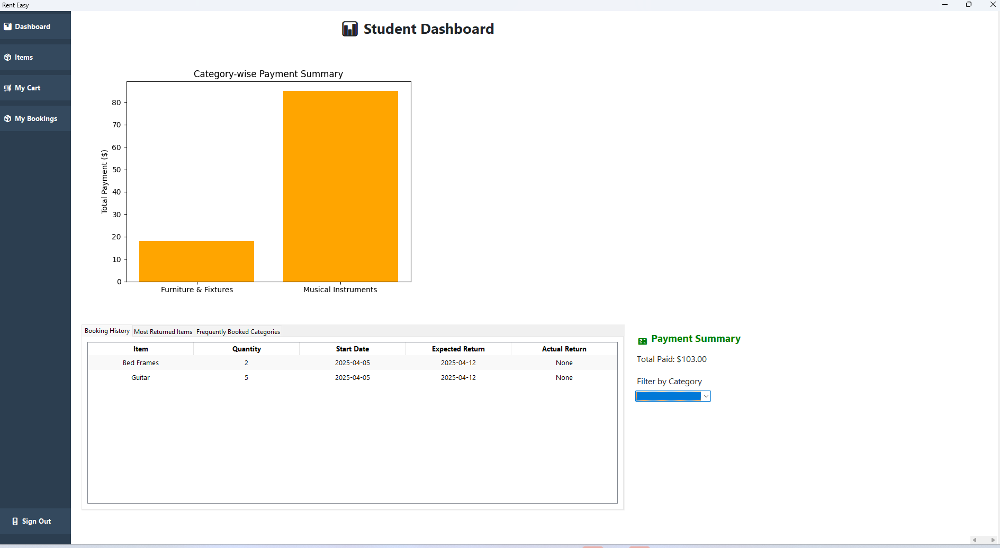 Rent Easy
Dashboard
Items
My Cart
My Bookings
Sign Out
Student Dashboard
Category-wise Payment Summary
Total Payment ($)
80
70
60
50
40
30
20
10
0
Furniture & Fixtures Musical Instruments
Booking History Most Returned Items Frequently Booked Categories
Item Quantity Start Date Expected Return Actual Return
Bed Frames 2 2025-04-05 2025-04-12 None
Guitar 5 2025-04-05 2025-04-12 None
Payment Summary
Total Paid: $103.00
Filter by Category